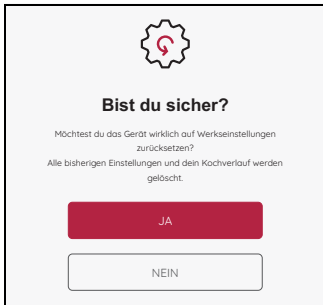 Bist du sicher?
Möchtest du das Gerät wirklich auf Werkseinstellungen
zurücksetzen?
Alle bisherigen Einstellungen und dein Kochverlauf werden
gelöscht.
JA
NEIN